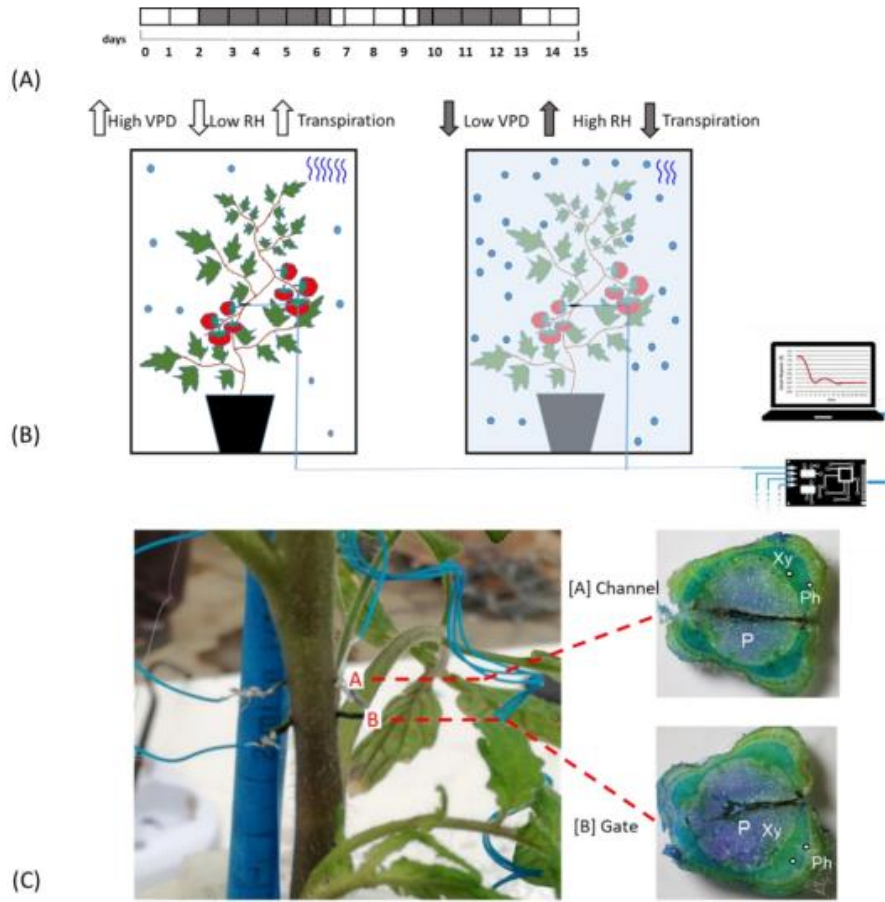 days
0 1 2 3 4 5 6 7 8 9 10 11 12 13 14 15
(A)
High VPD Low RH Transpiration Low VPD High RH Transpiration
(B)
[A] Channel
Xy
Ph
P
A
B
[B] Gate
P
Xy
Ph
(C)